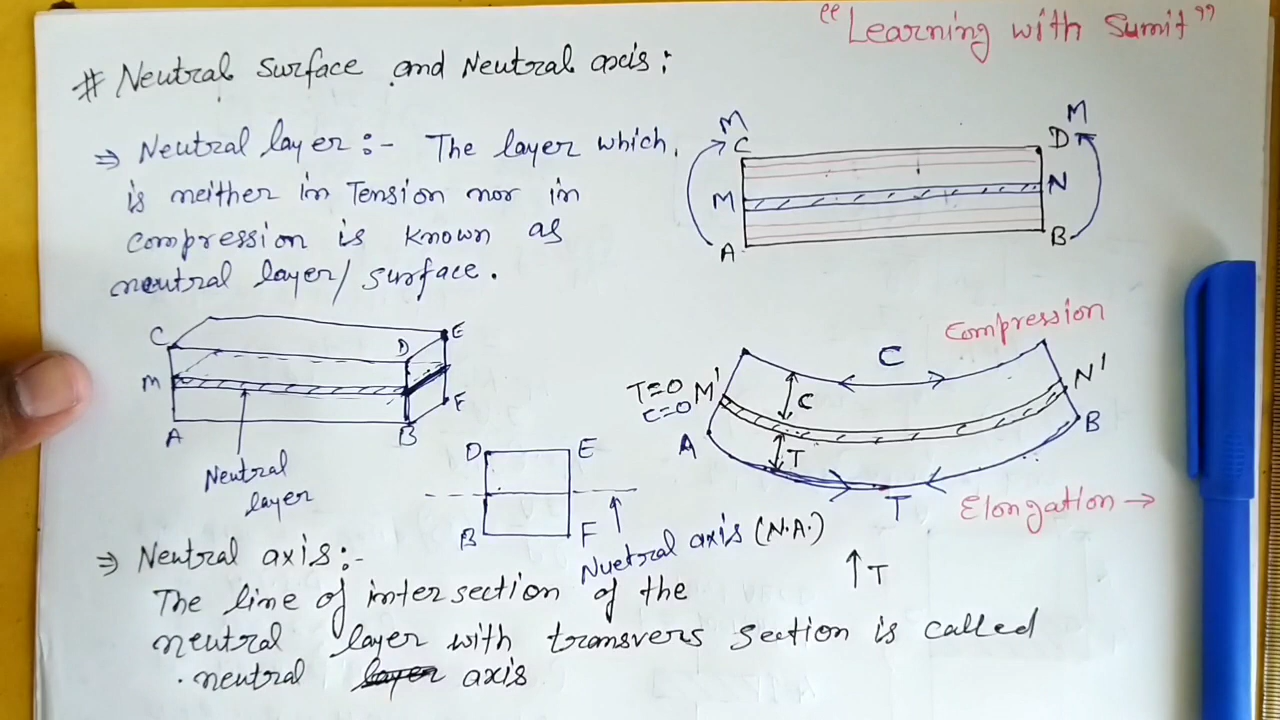 "Learning with Sumit"
# Neutral surface and Neutral axis:
⇒ Neutral layer:- The layer which
is neither in Tension nor in
compression is known as
neutral layer/surface.
M M
C D
M N
A B
C E
D
M
A B F
Neutral
layer
D E
B F
Nuetral axis (N.A.)
Compression
C
T=0 M' N'
C=0 C
A T B
T
Elongation →
↑T
⇒ Neutral axis:-
The line of intersection of the
neutral layer with transvers section is called
neutral layer axis